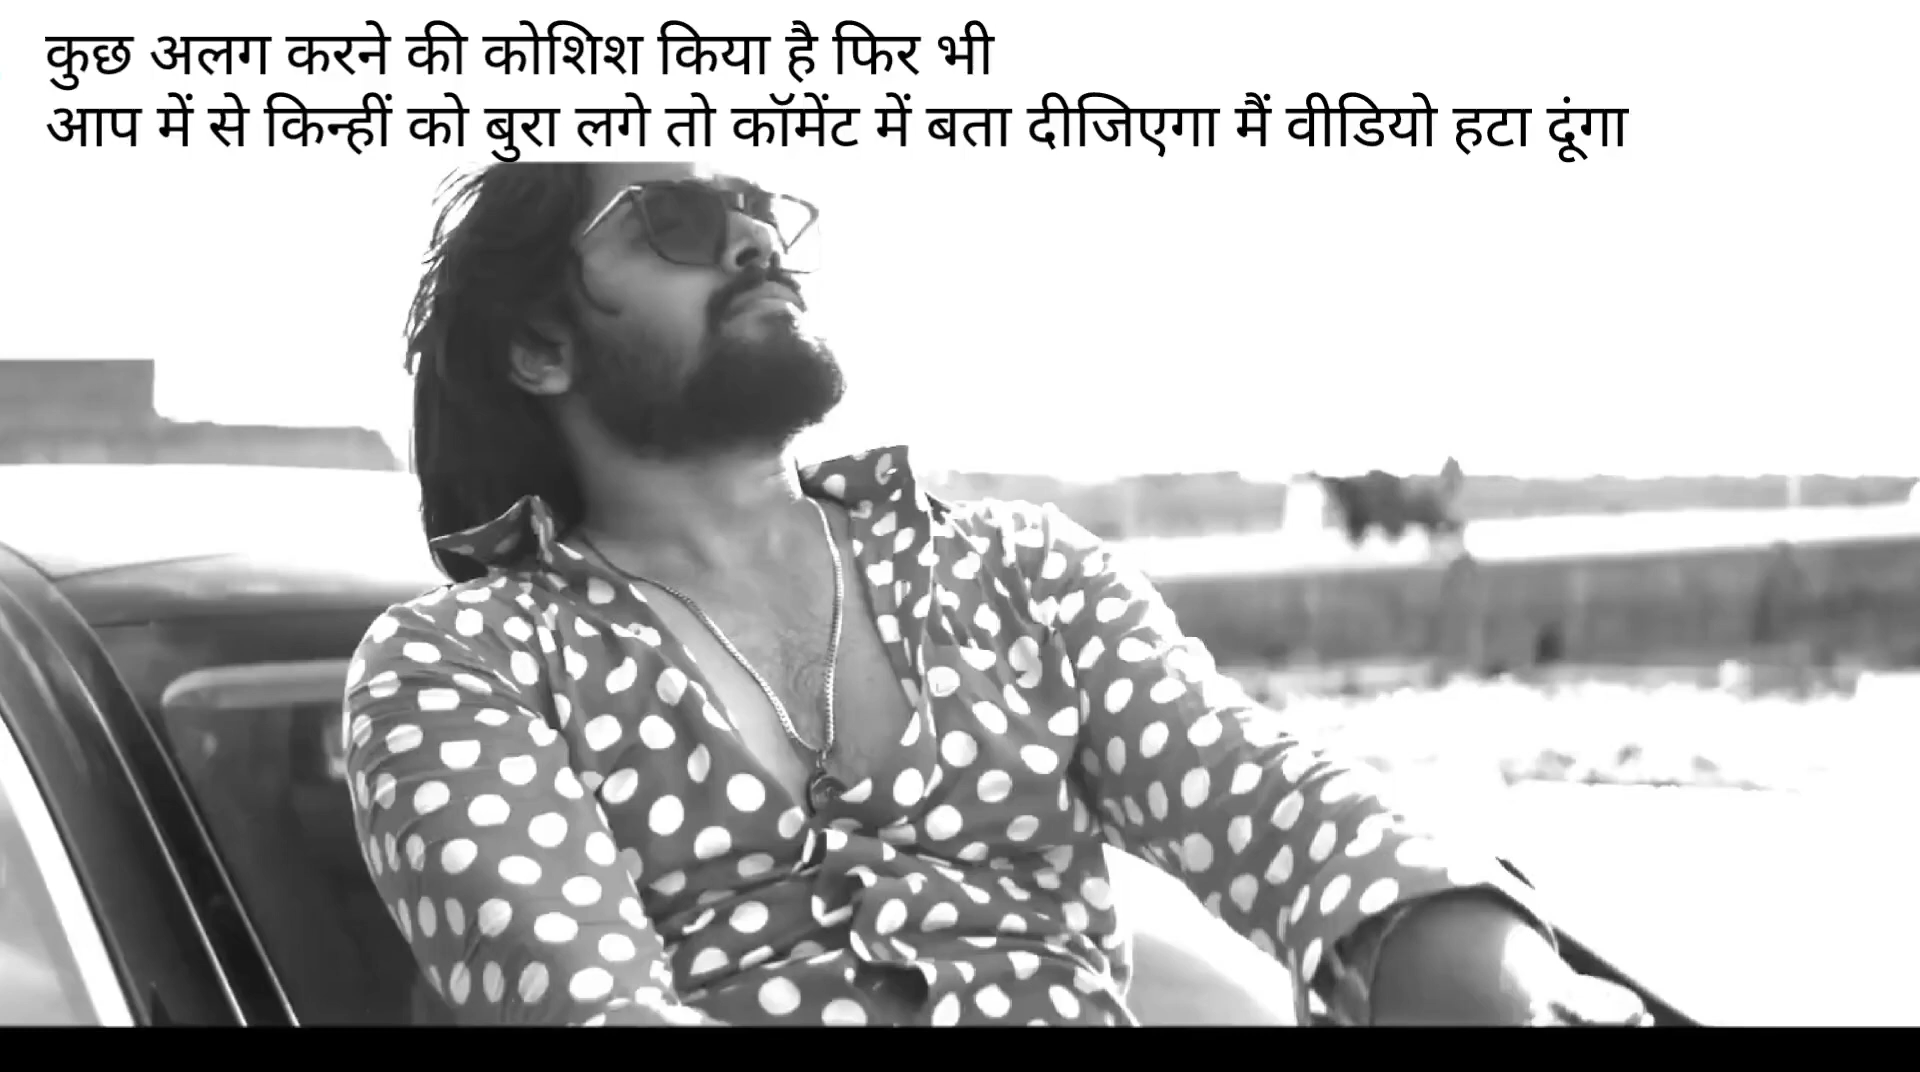 कुछ अलग करने की कोशिश किया है फिर भी
आप में से किन्हीं को बुरा लगे तो कॉमेंट में बता दीजिएगा मैं वीडियो हटा दूंगा